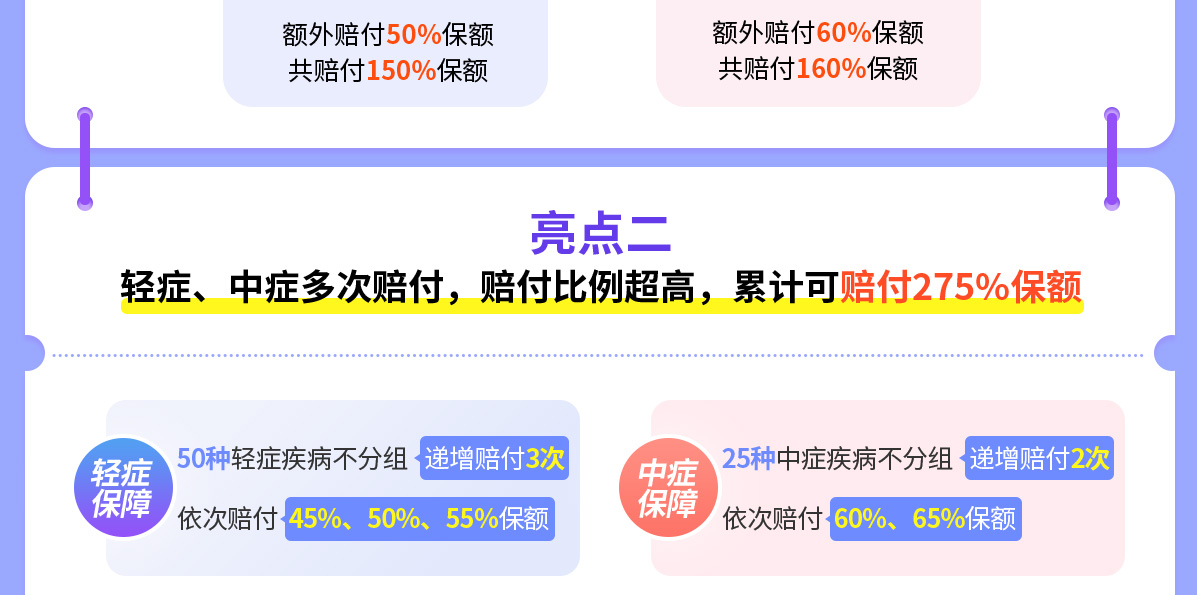 额外赔付50%保额
共赔付150%保额
额外赔付60%保额
共赔付160%保额
亮点二
轻症、中症多次赔付，赔付比例超高，累计可赔付275%保额
轻症
保障
50种轻症疾病不分组 递增赔付3次
依次赔付 45%、50%、55%保额
中症
保障
25种中症疾病不分组 递增赔付2次
依次赔付 60%、65%保额